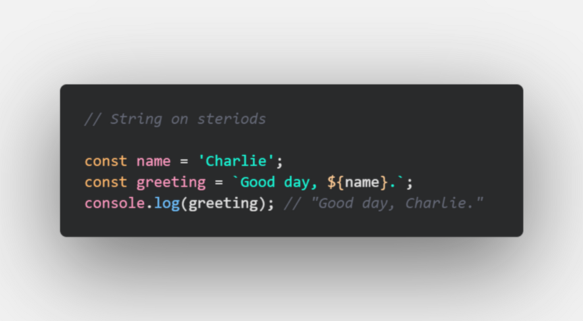 // String on steriods
const name = 'Charlie';
const greeting = `Good day, ${name}.`;
console.log(greeting); // "Good day, Charlie."